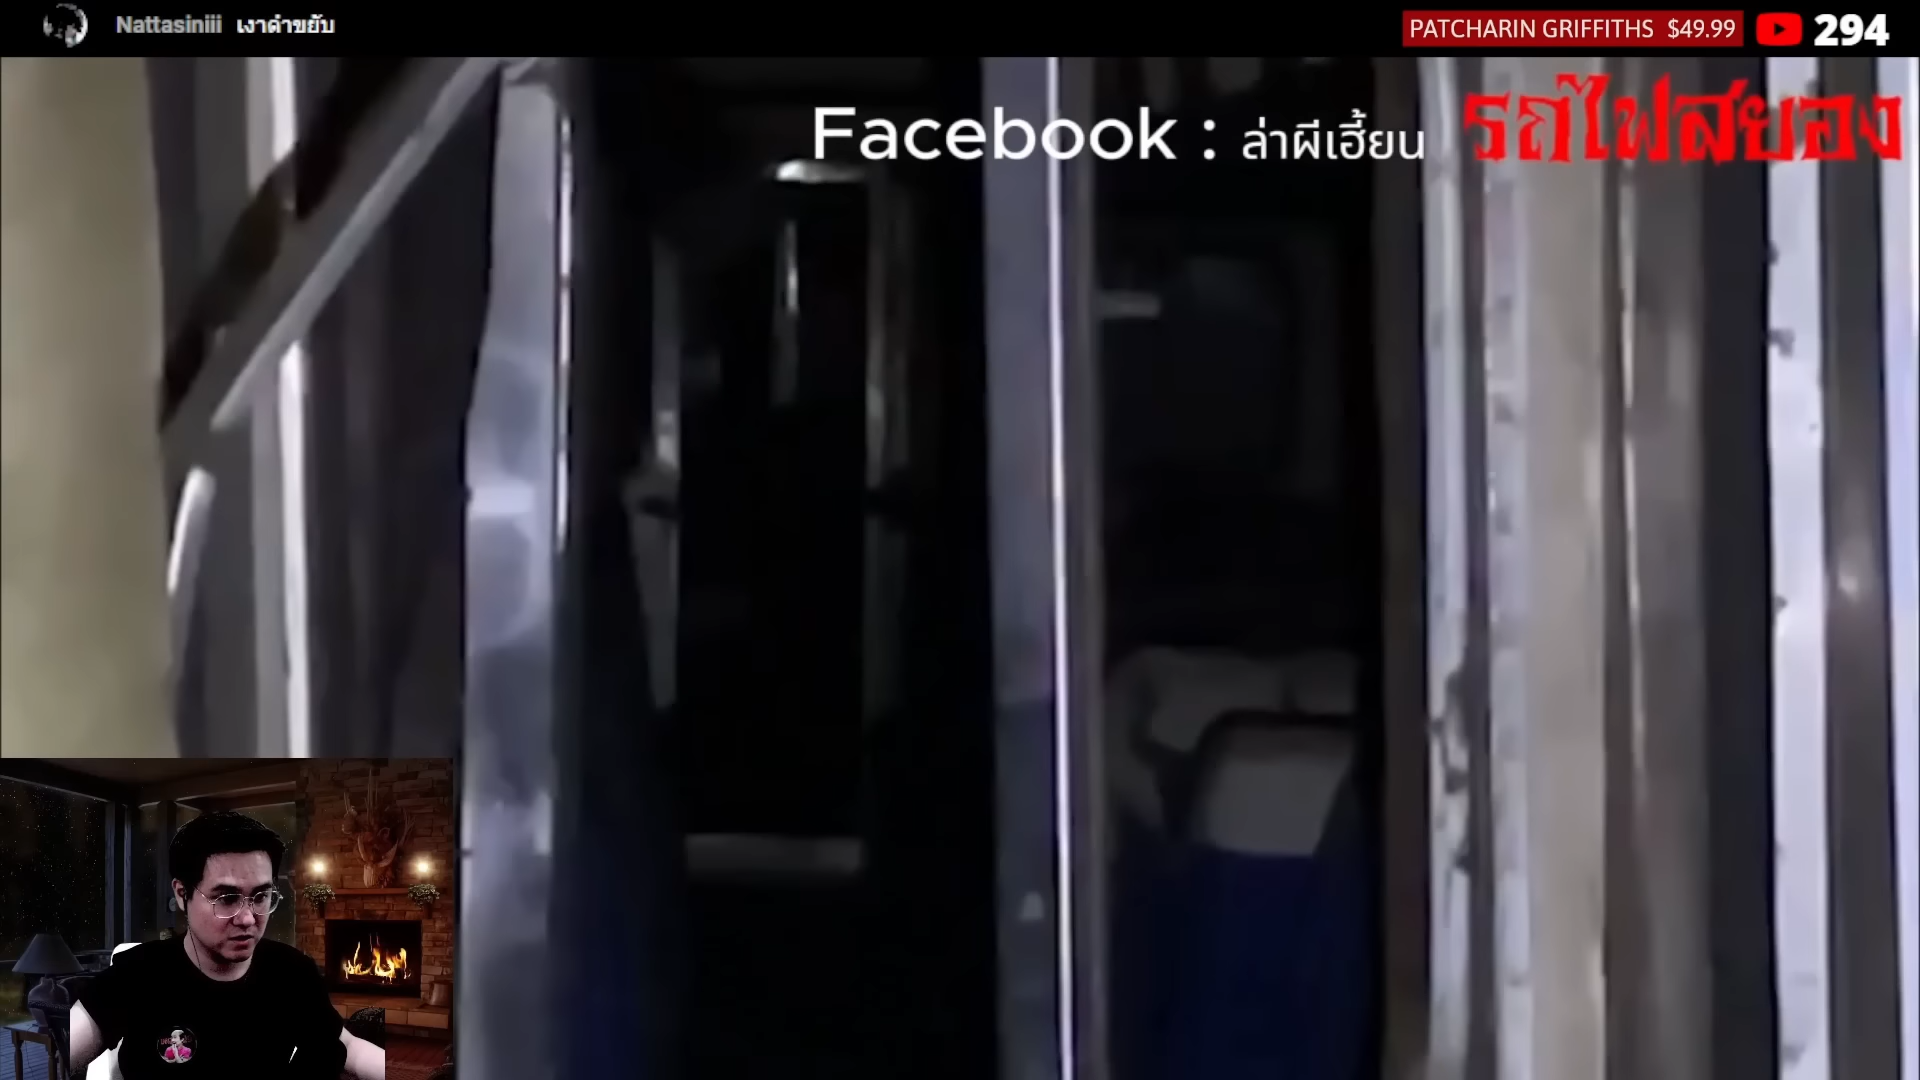 Nattasiniii เงาดำขยับ
PATCHARIN GRIFFITHS $49.99 294
Facebook : ล่าผีเฮี้ยน รถไฟสยอง